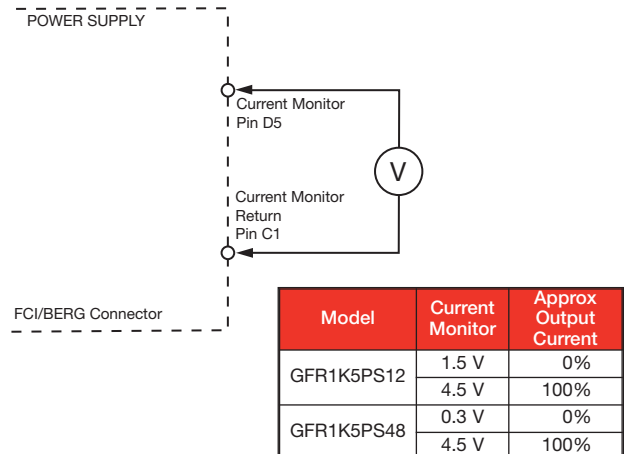 POWER SUPPLY
Current Monitor
Pin D5
V
Current Monitor
Return
Pin C1
FCI/BERG Connector
Model Current Monitor Approx Output Current
GFR1K5PS12 1.5 V 0%
4.5 V 100%
GFR1K5PS48 0.3 V 0%
4.5 V 100%